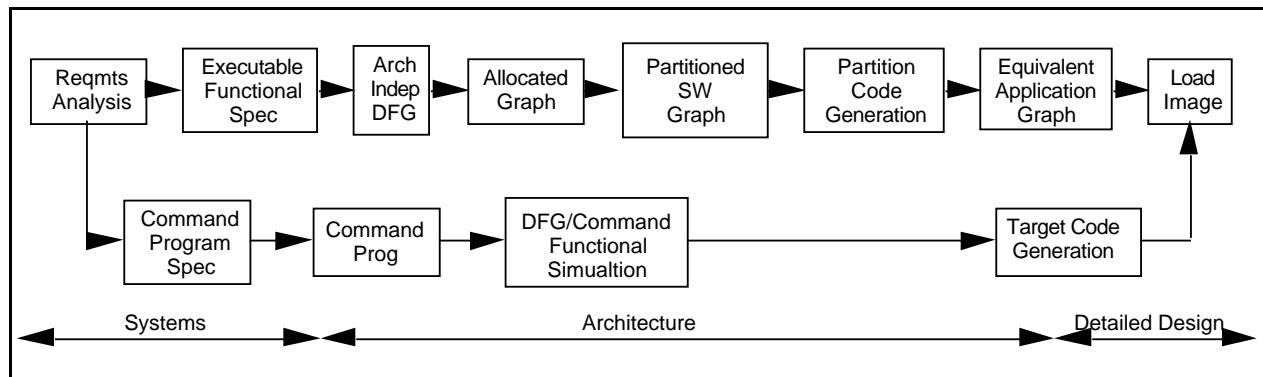 Reqmts
Analysis
Executable
Functional
Spec
Arch
Indep
DFG
Allocated
Graph
Partitioned
SW
Graph
Partition
Code
Generation
Equivalent
Application
Graph
Load
Image
Command
Program
Spec
Command
Prog
DFG/Command
Functional
Simualtion
Target Code
Generation
Systems
Architecture
Detailed Design